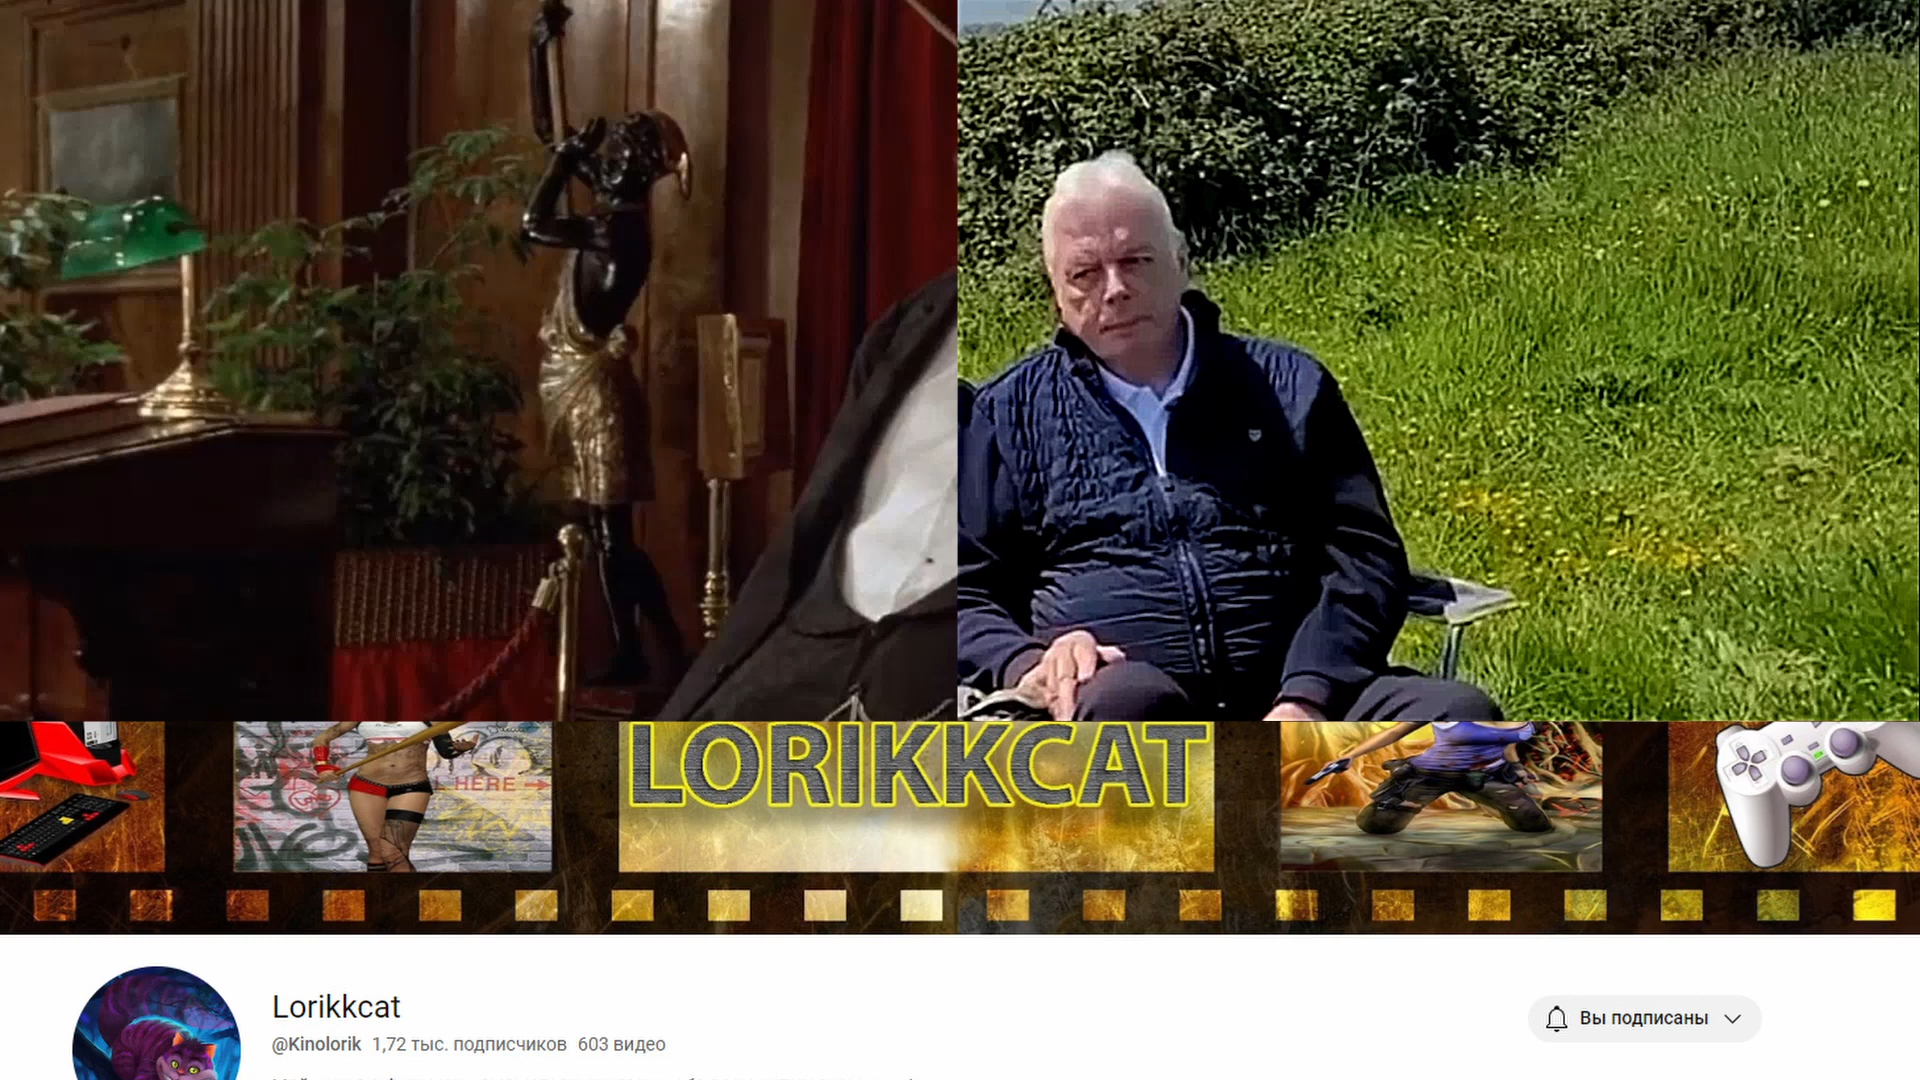 HERE →
LORIKKCAT
Lorikkcat
@Kinolorik 1,72 тыс. подписчиков 603 видео
Вы подписаны